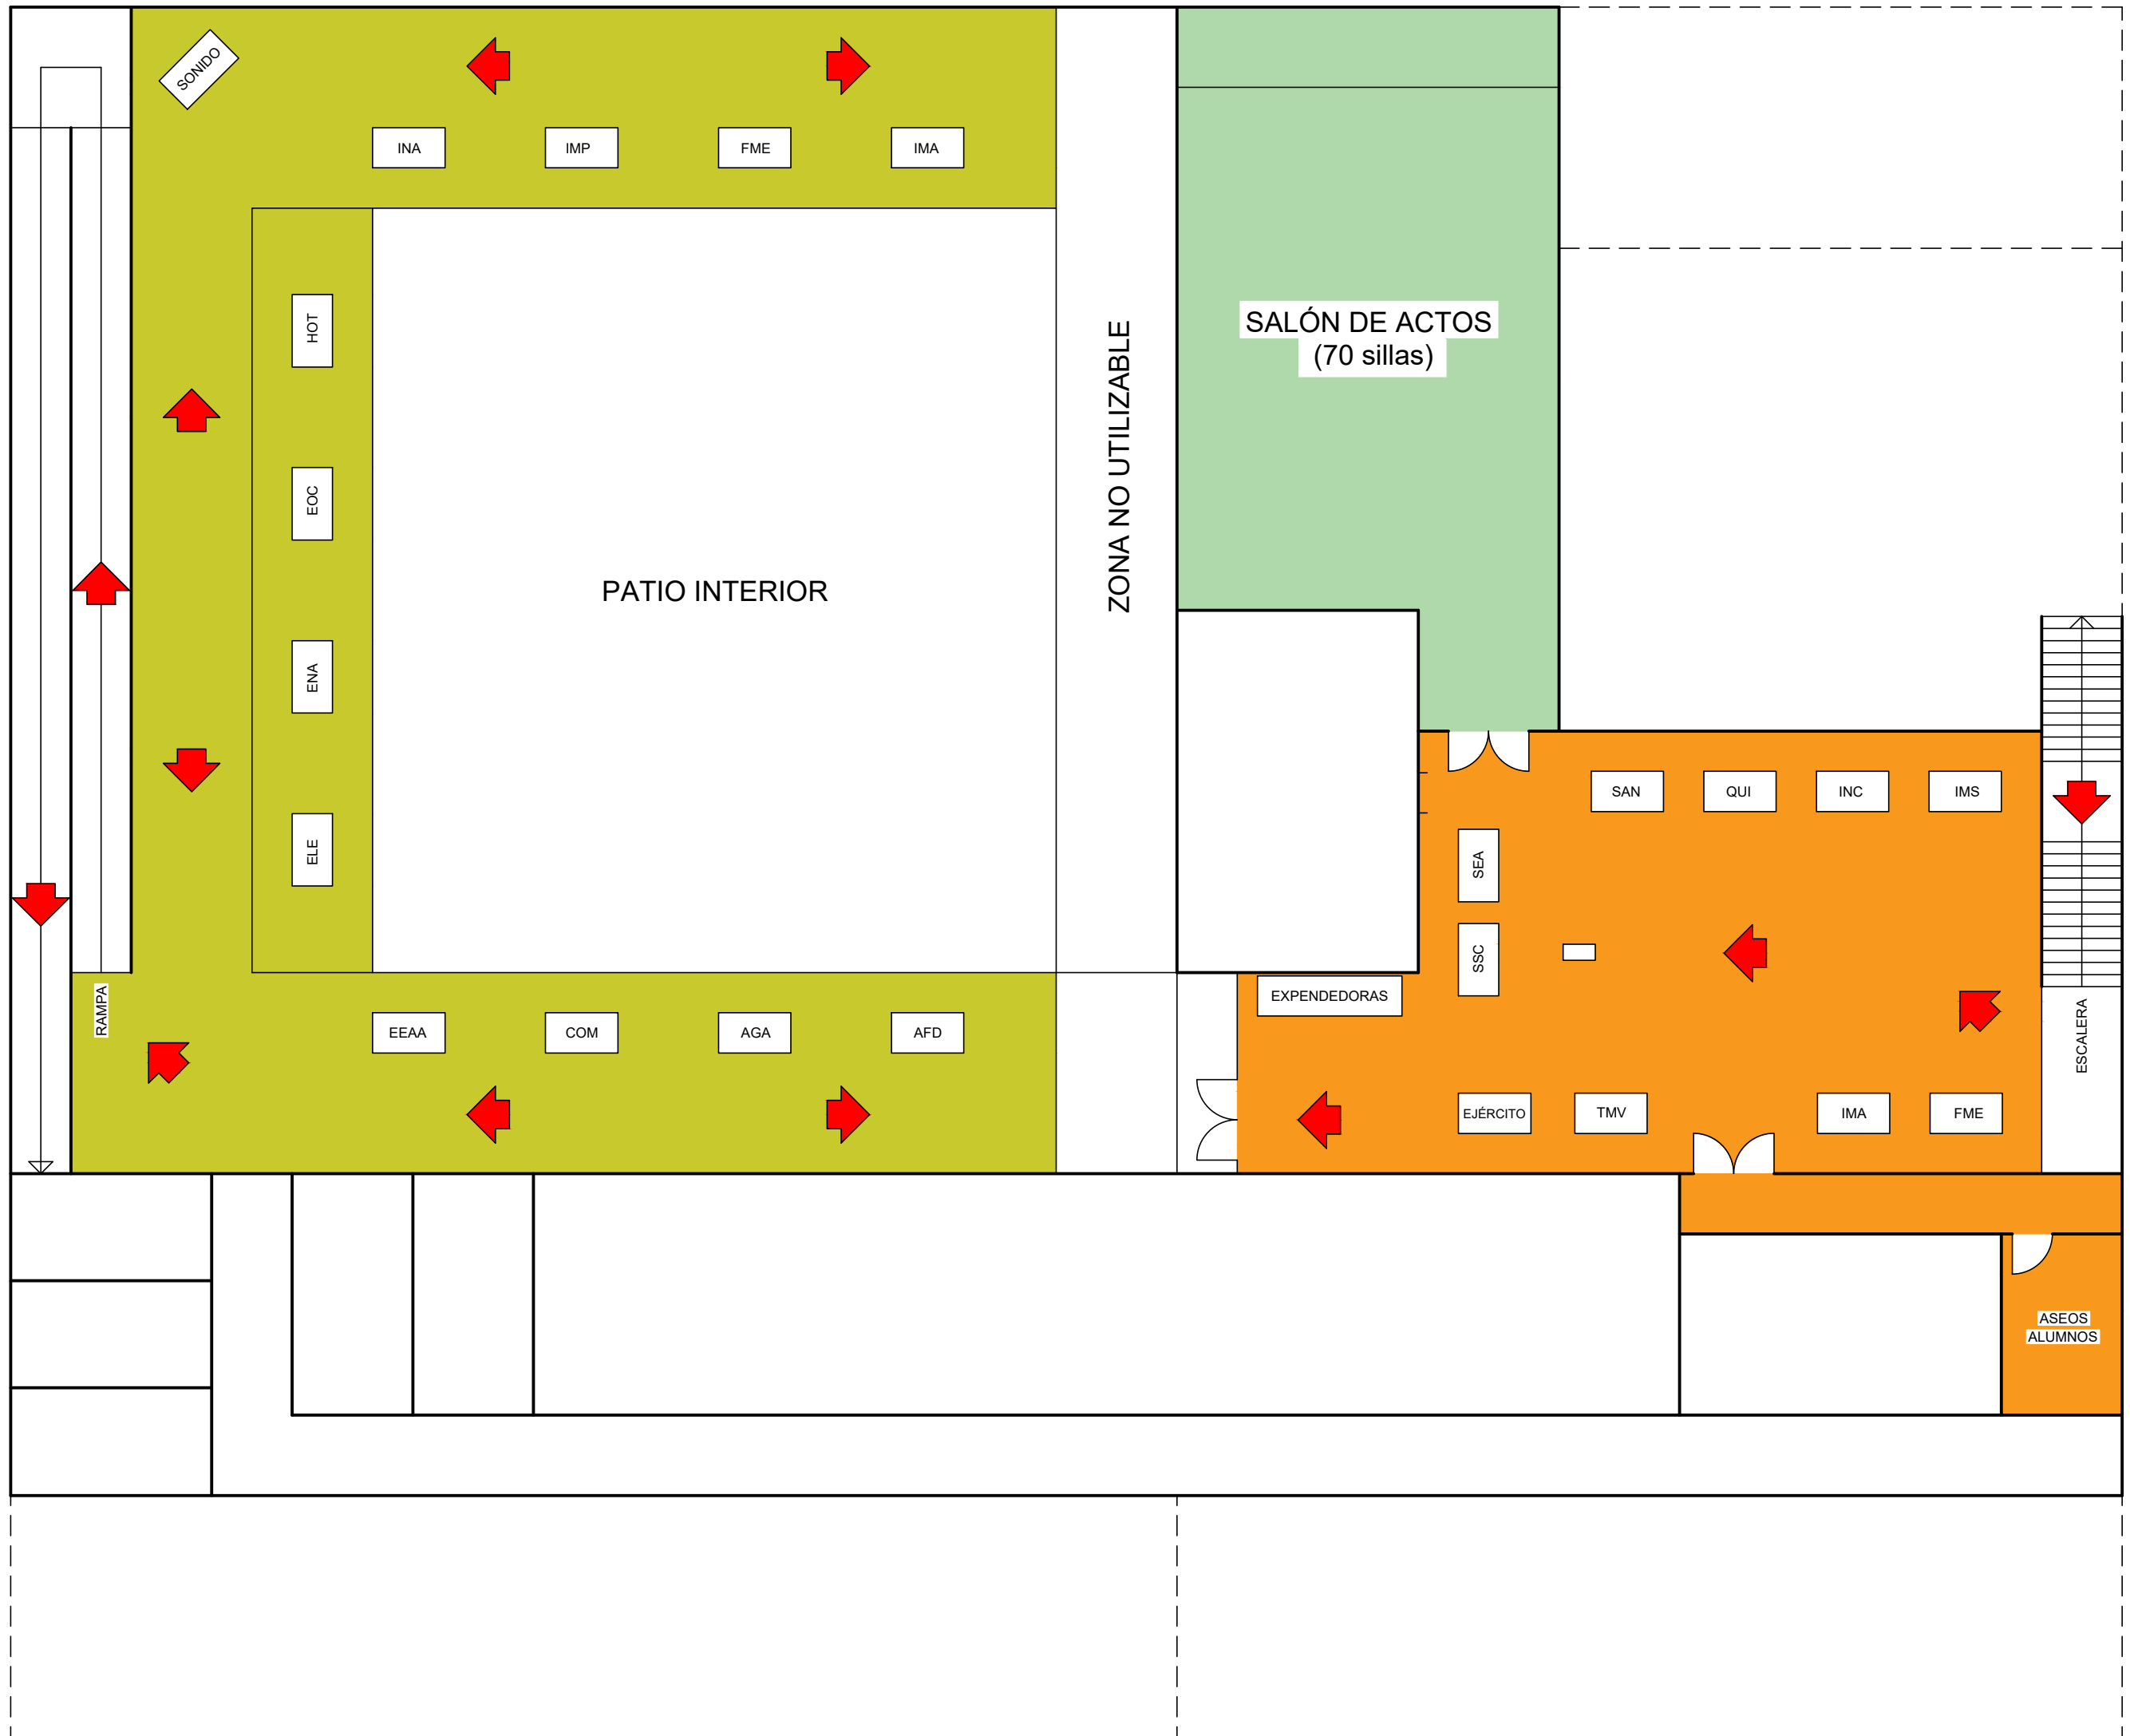 SONIDO
INA
IMP
FME
IMA
HOT
EOC
ENA
ELE
PATIO INTERIOR
ZONA NO UTILIZABLE
SALÓN DE ACTOS
(70 sillas)
SAN
QUI
INC
IMS
SEA
SSC
EXPENDEDORAS
RAMPA
EEAA
COM
AGA
AFD
EJÉRCITO
TMV
IMA
FME
ESCALERA
ASEOS
ALUMNOS